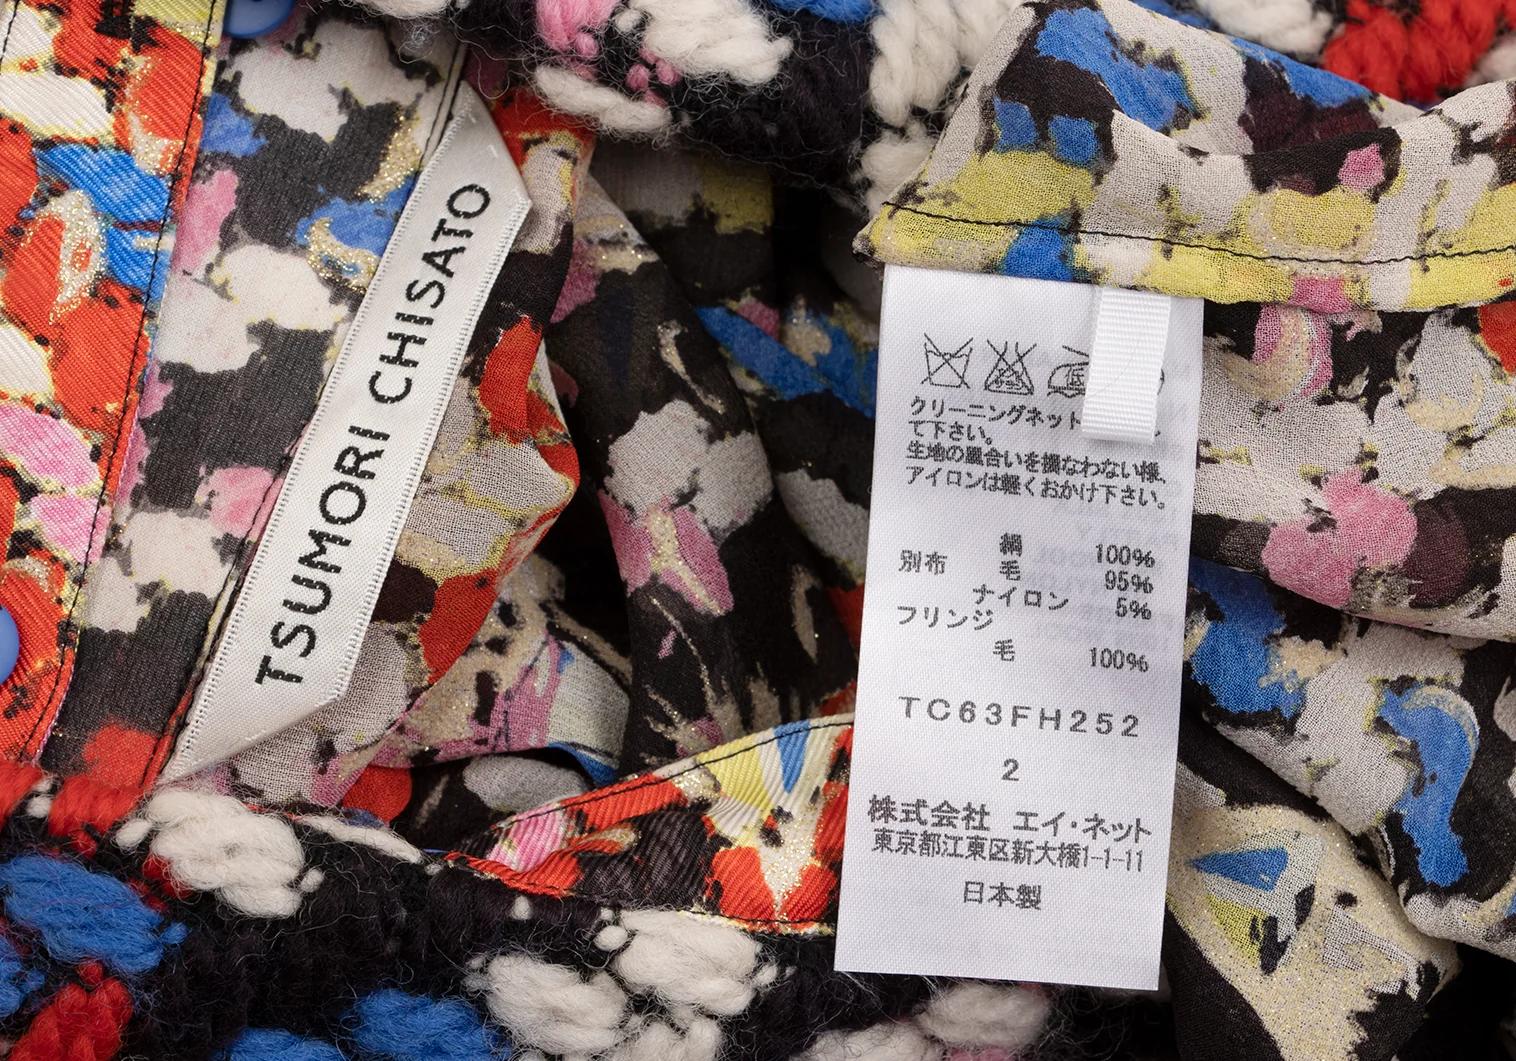 TSUMORI CHISATO
クリーニングネット
て下さい。
生地の風合いを損なわない様、
アイロンは軽くおかけ下さい。
絹 100%
別布 毛 95%
ナイロン 5%
フリンジ
毛 100%
TC63FH252
2
株式会社 エイ・ネット
東京都江東区新大橋1-1-11
日本製